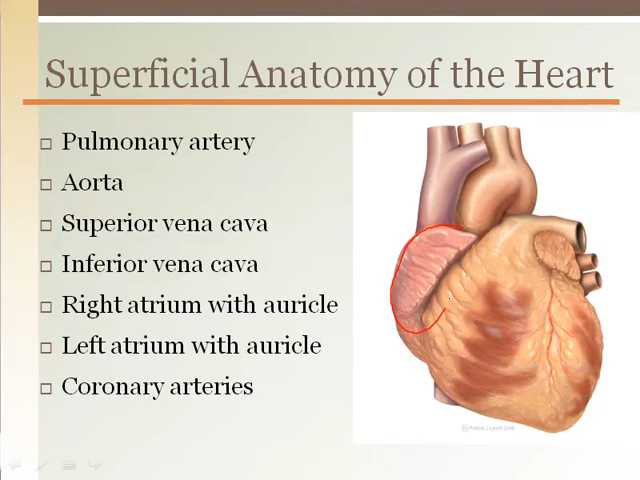 Superficial Anatomy of the Heart
Pulmonary artery
Aorta
Superior vena cava
Inferior vena cava
Right atrium with auricle
Left atrium with auricle
Coronary arteries